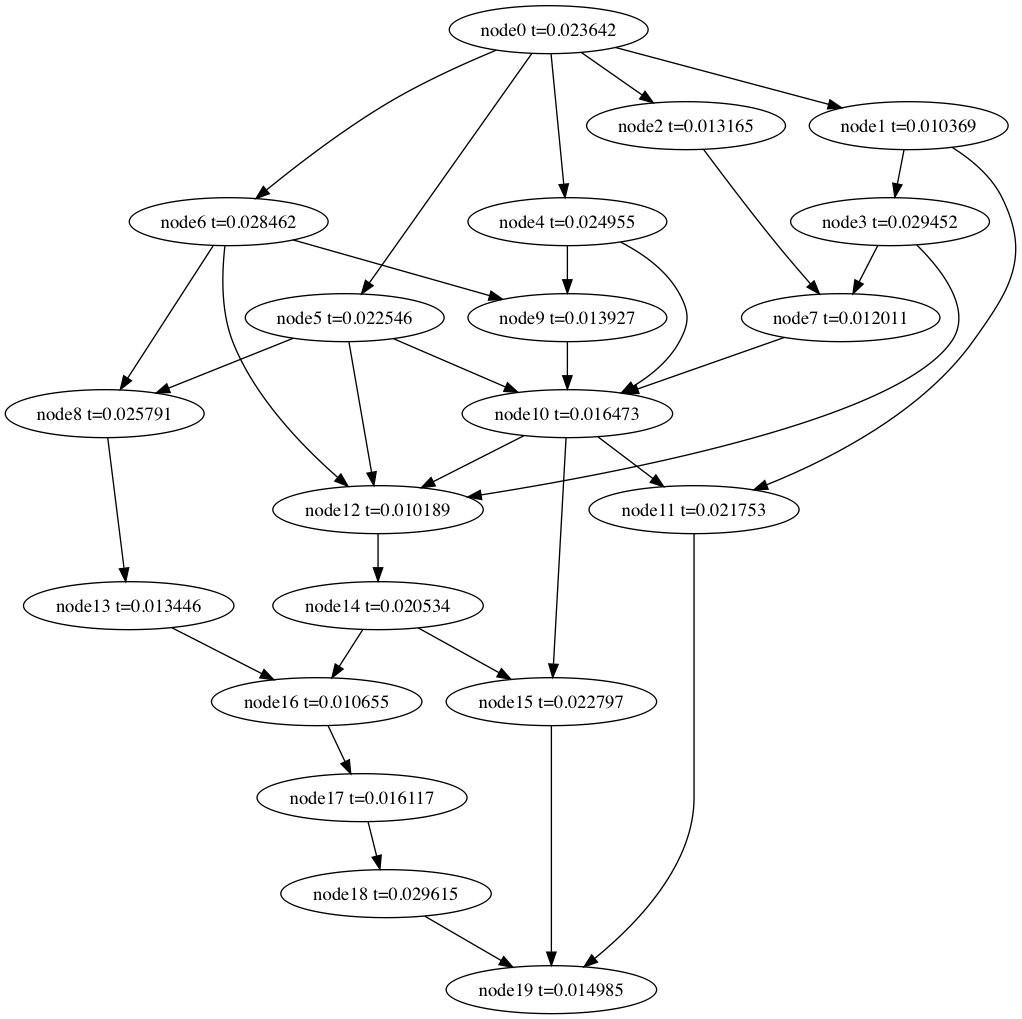 node0 t=0.023642
node2 t=0.013165
node1 t=0.010369
node6 t=0.028462
node4 t=0.024955
node3 t=0.029452
node5 t=0.022546
node9 t=0.013927
node7 t=0.012011
node8 t=0.025791
node10 t=0.016473
node12 t=0.010189
node11 t=0.021753
node13 t=0.013446
node14 t=0.020534
node16 t=0.010655
node15 t=0.022797
node17 t=0.016117
node18 t=0.029615
node19 t=0.014985